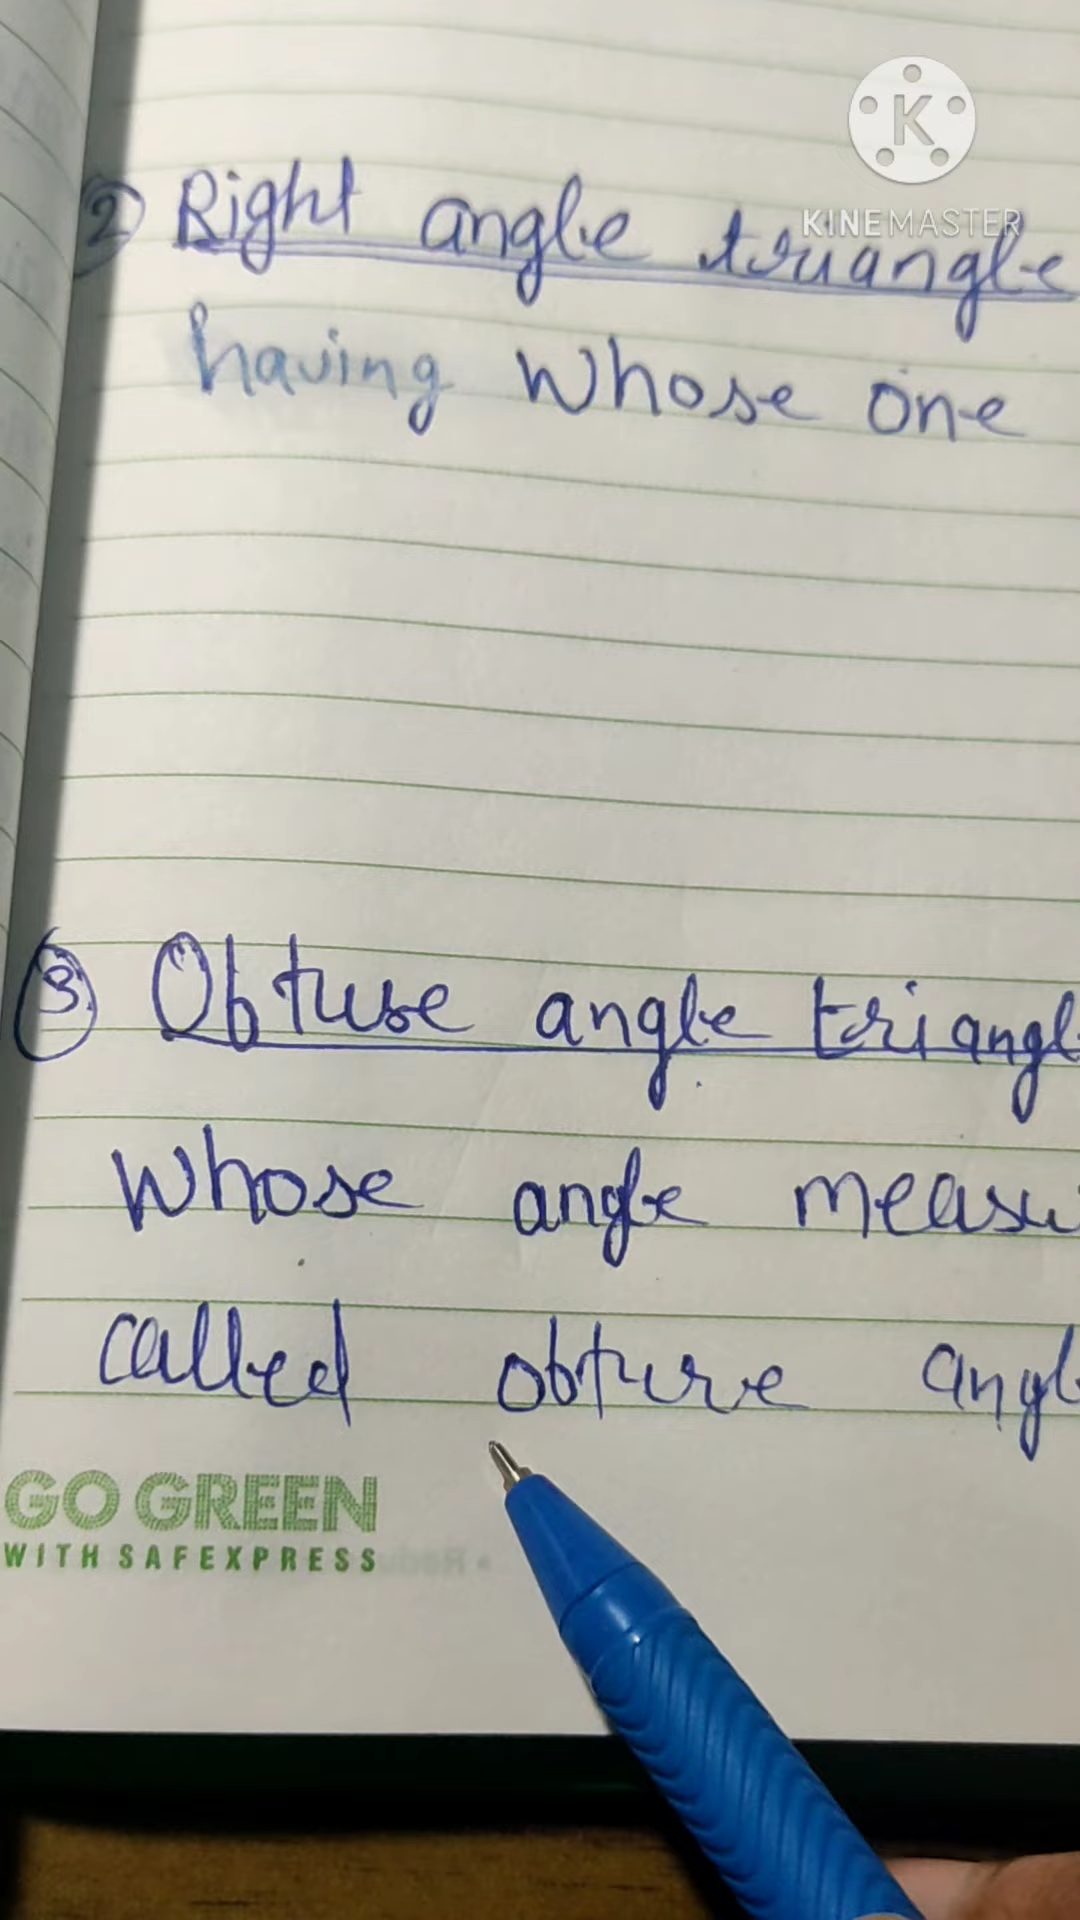 K
KINEMASTER
2 Right angle triangle
having whose one
3 Obtuse angle triangl
whose angle measu
called obture angl
GO GREEN
WITH SAFEXPRESS